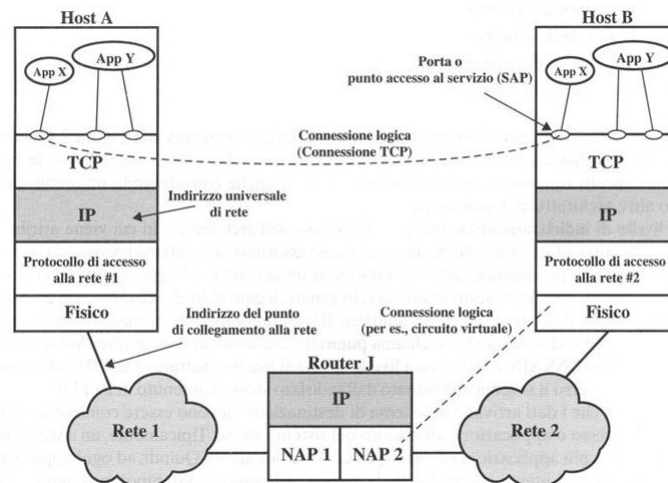 Host A
Host B
App X
App Y
App X
App Y
Porta o
punto accesso al
servizio (SAP)
Connessione logica
(Connessione TCP)
TCP
TCP
Indirizzo universale
di rete
IP
IP
Protocollo di accesso
alla rete #1
Protocollo di accesso
alla rete #2
Indirizzo del punto
di collegamento alla rete
Connessione logica
(per es., circuito virtuale)
Fisico
Fisico
Router J
IP
Rete 1
NAP 1
NAP 2
Rete 2